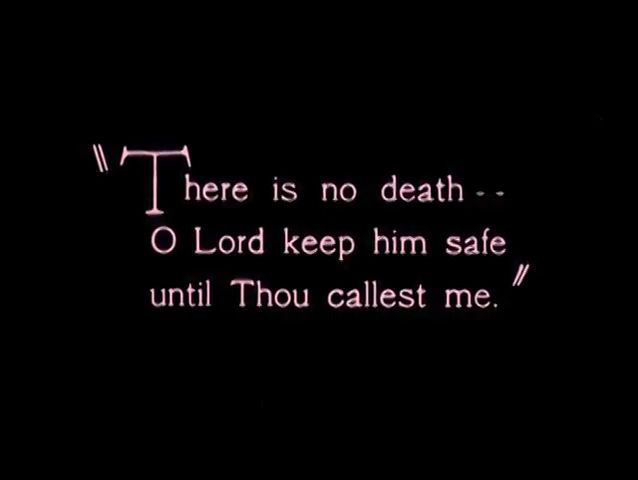 "There is no death --
O Lord keep him safe
until Thou callest me."